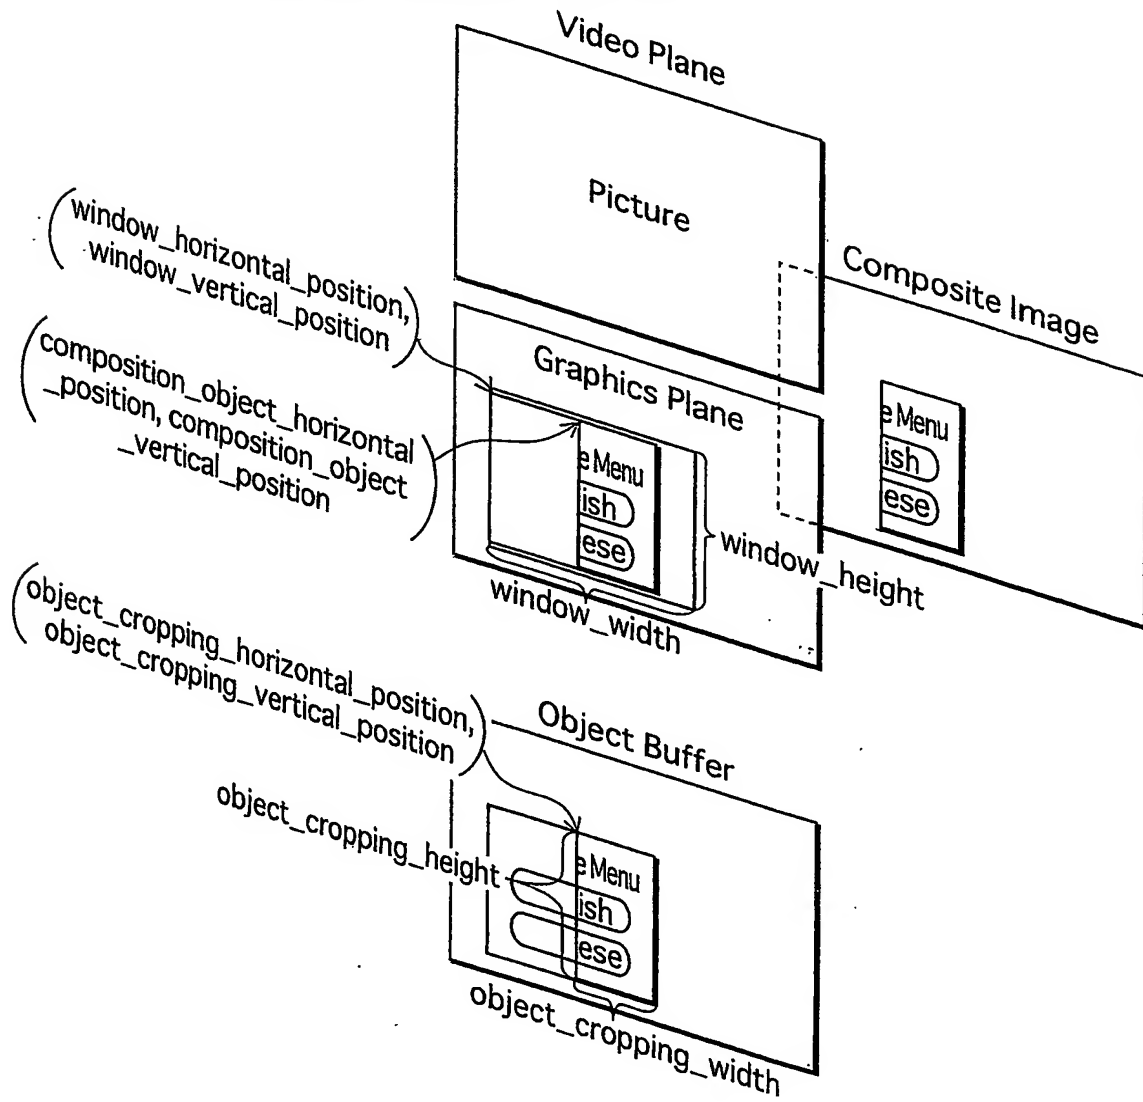 Video Plane
Picture
window_horizontal_position,
window_vertical_position
Composite Image
composition_object_horizontal
_position, composition_object
_vertical_position
Graphics Plane
e Menu
ish
ese
e Menu
ish
ese
window_height
window_width
object_cropping_horizontal_position,
object_cropping_vertical_position
Object Buffer
object_cropping_height
e Menu
ish
ese
object_cropping_width